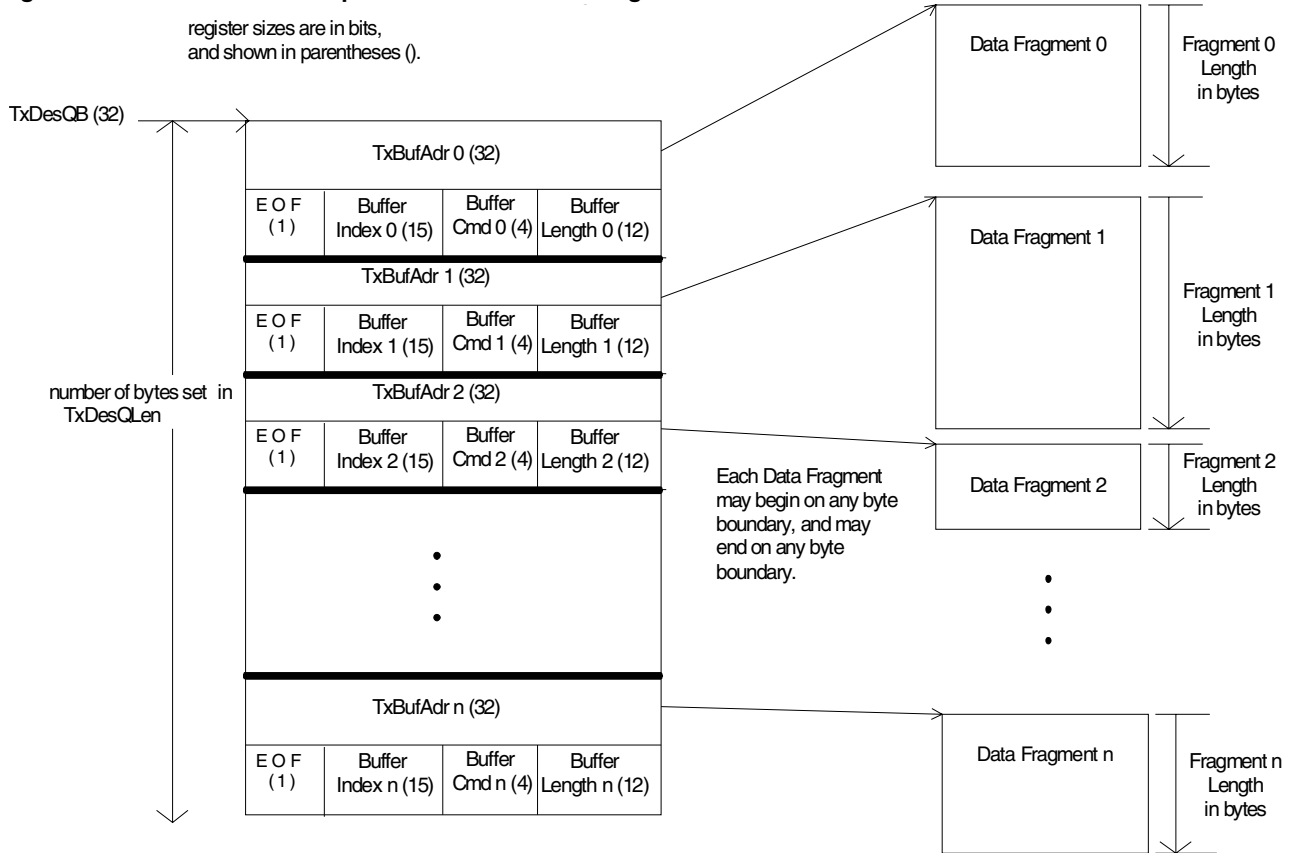 register sizes are in bits,
and shown in parentheses ().
TxDesQB (32)
TxBufAdr 0 (32)
E O F
(1)
Buffer
Index 0 (15)
Buffer
Cmd 0 (4)
Buffer
Length 0 (12)
TxBufAdr 1 (32)
E O F
(1)
Buffer
Index 1 (15)
Buffer
Cmd 1 (4)
Buffer
Length 1 (12)
TxBufAdr 2 (32)
E O F
(1)
Buffer
Index 2 (15)
Buffer
Cmd 2 (4)
Buffer
Length 2 (12)
TxBufAdr n (32)
E O F
(1)
Buffer
Index n (15)
Buffer
Cmd n (4)
Buffer
Length n (12)
number of bytes set in
TxDesQLen
Data Fragment 0
Fragment 0
Length
in bytes
Data Fragment 1
Fragment 1
Length
in bytes
Data Fragment 2
Fragment 2
Length
in bytes
Each Data Fragment
may begin on any byte
boundary, and may
end on any byte
boundary.
Data Fragment n
Fragment n
Length
in bytes